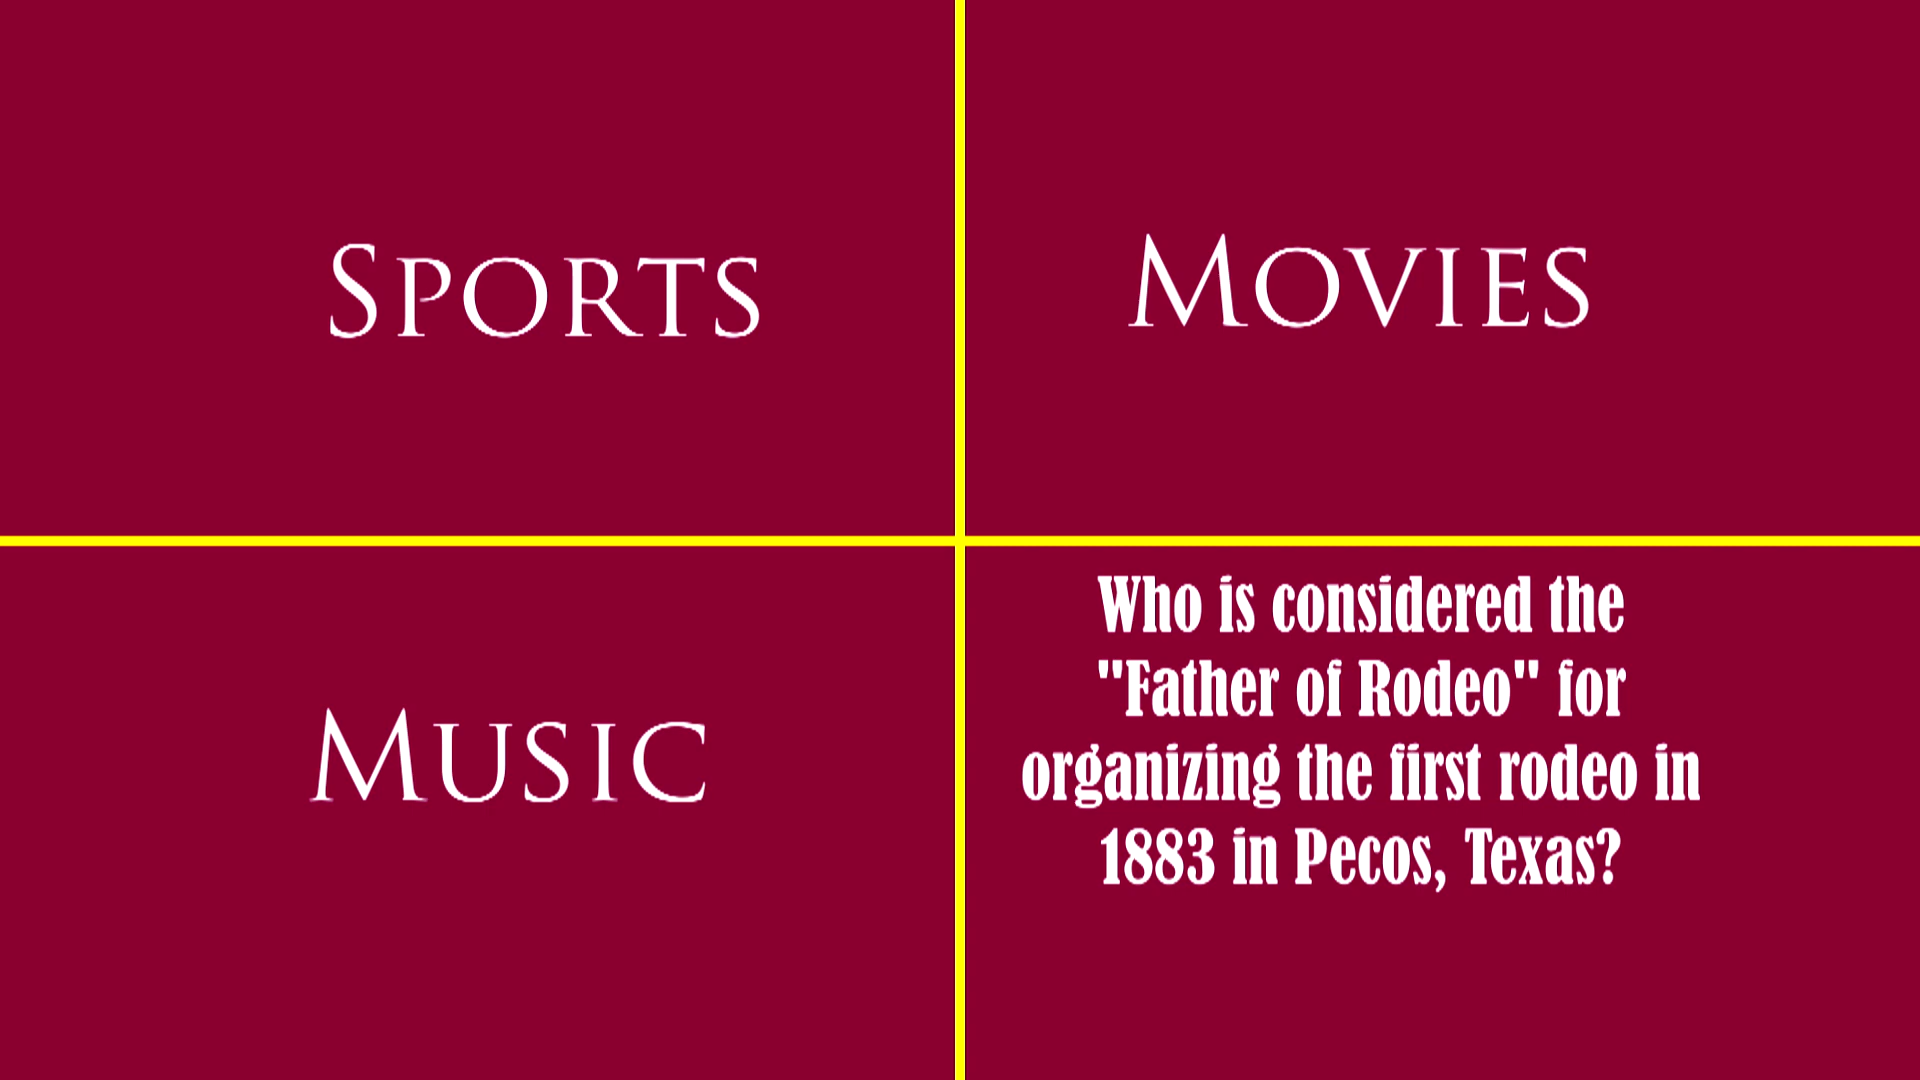 Sports
Movies
Music
Who is considered the
"Father of Rodeo" for
organizing the first rodeo in
1883 in Pecos, Texas?